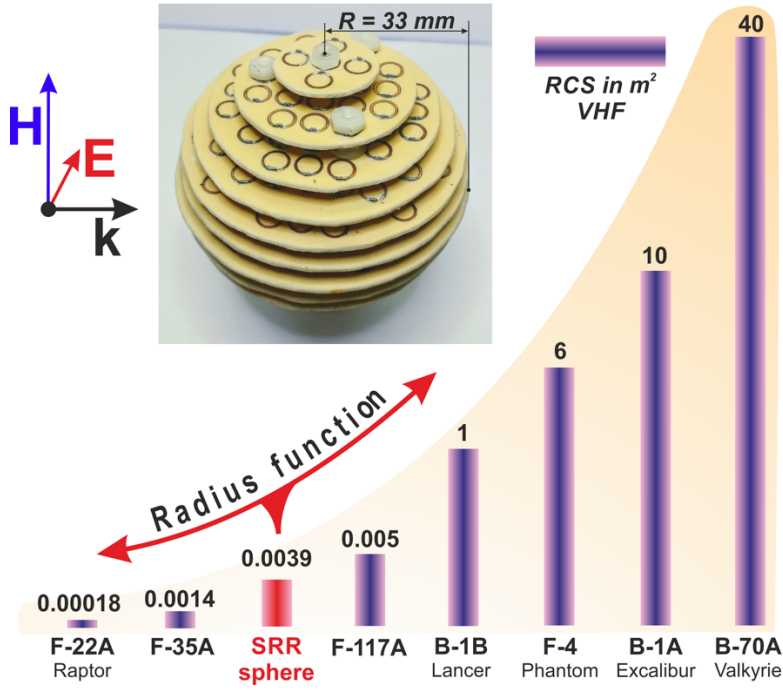 R = 33 mm
H
E
k
RCS in m²
VHF
40
10
6
1
Radius function
0.005
0.0039
0.0014
0.00018
F-22A
Raptor
F-35A
SRR
sphere
F-117A
B-1B
Lancer
F-4
Phantom
B-1A
Excalibur
B-70A
Valkyrie